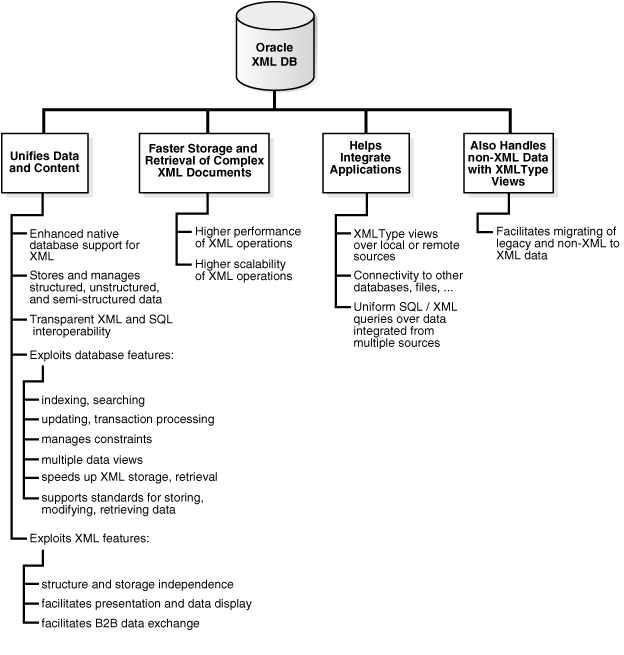 Oracle
XML DB
Unifies Data
and Content
Faster Storage and
Retrieval of Complex
XML Documents
Helps
Integrate
Applications
Also Handles
non-XML Data
with XMLType
Views
Enhanced native
database support for
XML
Stores and manages
structured, unstructured,
and semi-structured data
Transparent XML and SQL
interoperability
Exploits database features:
indexing, searching
updating, transaction processing
manages constraints
multiple data views
speeds up XML storage, retrieval
supports standards for storing,
modifying, retrieving data
Exploits XML features:
structure and storage independence
facilitates presentation and data display
facilitates B2B data exchange
Higher performance
of XML operations
Higher scalability
of XML operations
XMLType views
over local or remote
sources
Connectivity to other
databases, files, ...
Uniform SQL / XML
queries over data
integrated from
multiple sources
Facilitates migrating of
legacy and non-XML to
XML data